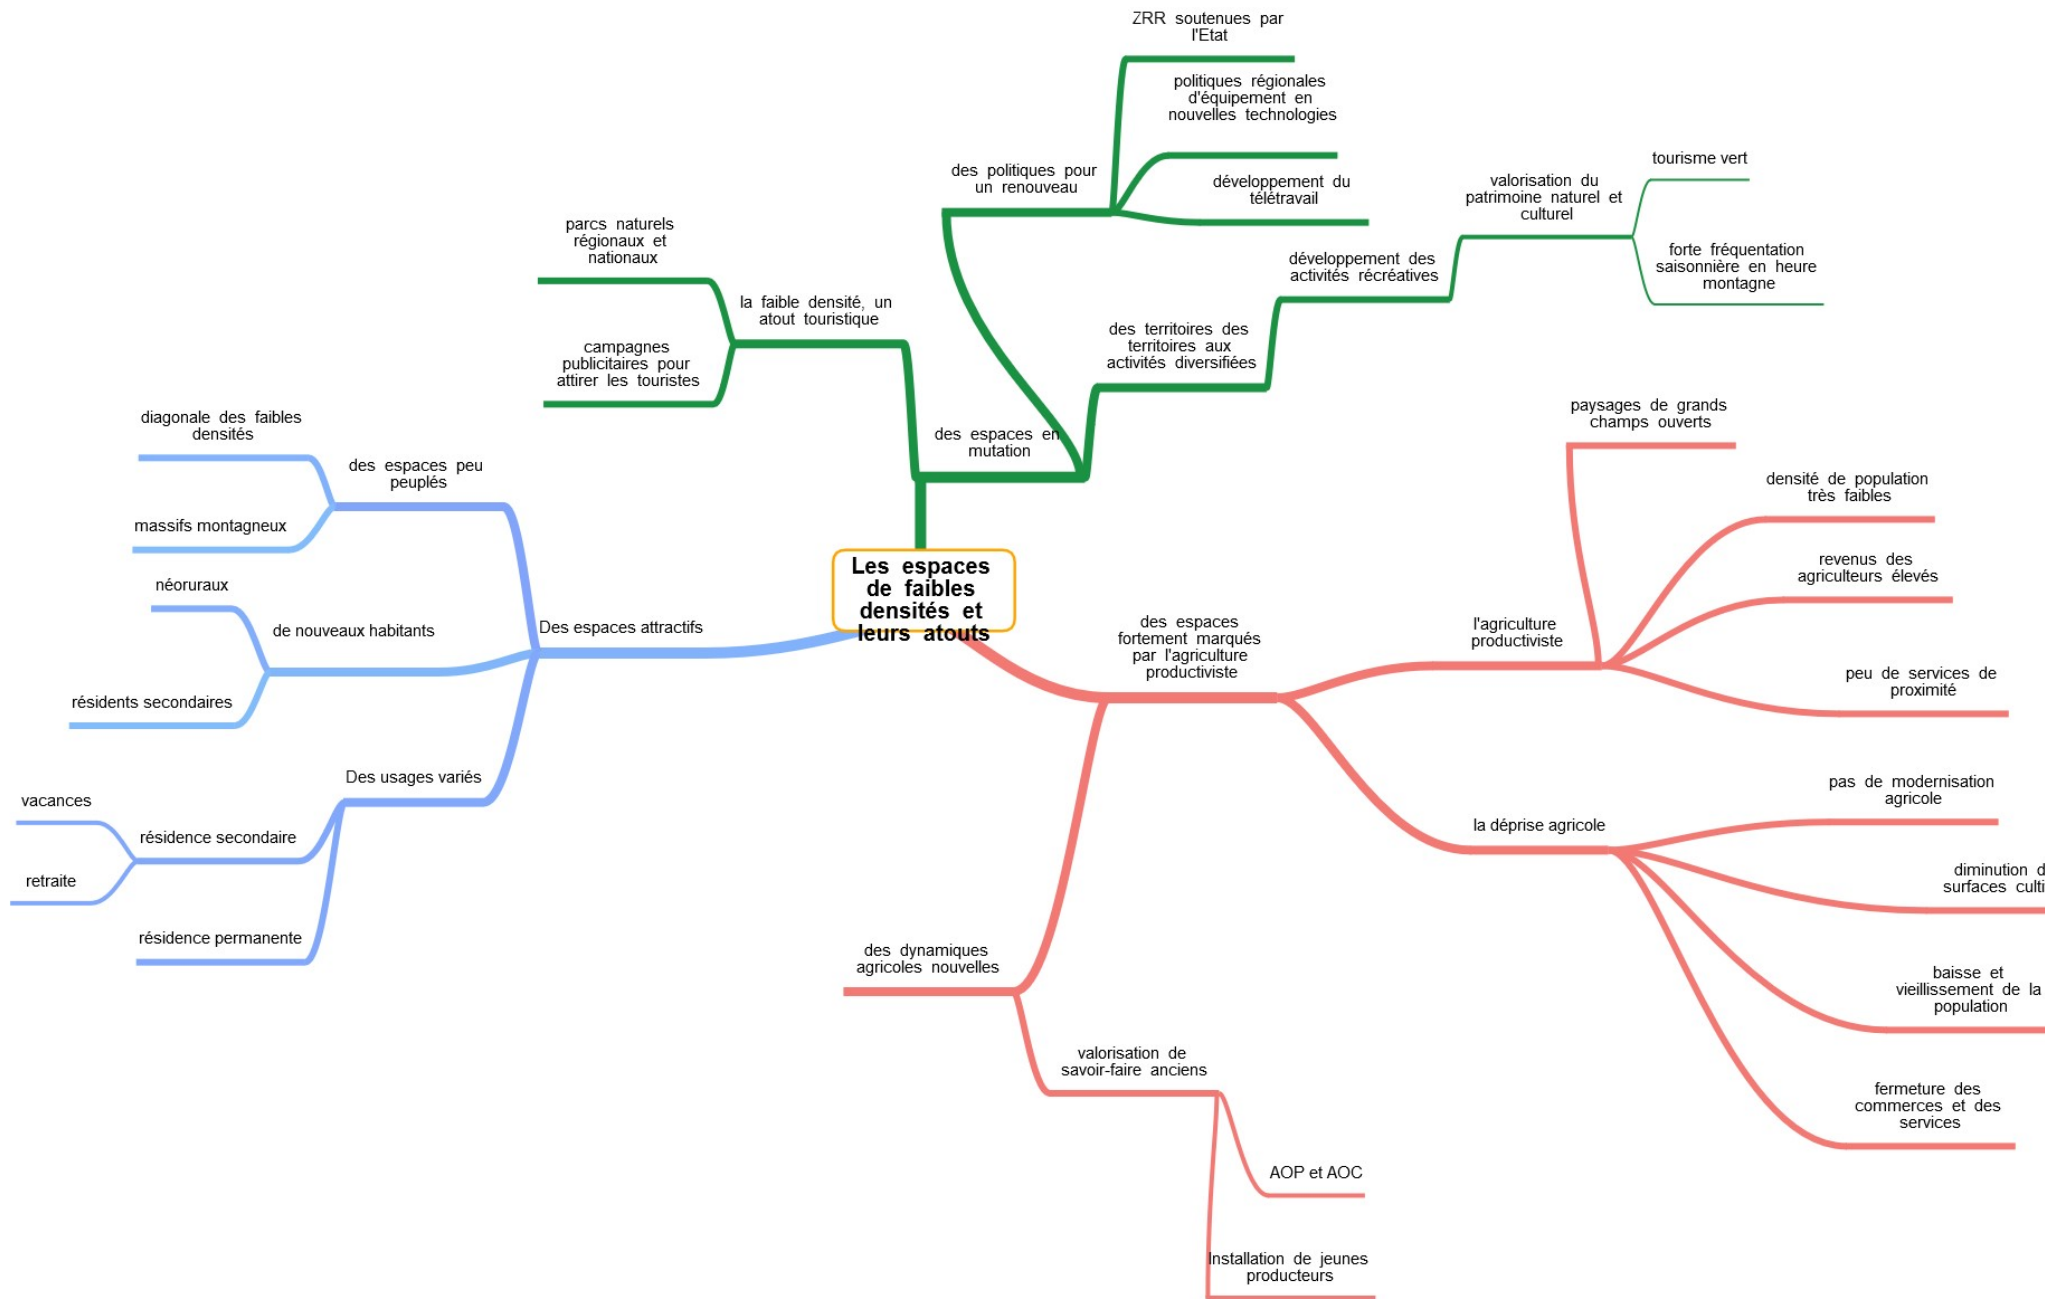 ZRR soutenues par
l'Etat
politiques régionales
d'équipement en
nouvelles technologies
des politiques pour
un renouveau
développement du
télétravail
tourisme vert
valorisation du
patrimoine naturel et
culturel
forte fréquentation
saisonnière en heure
montagne
développement des
activités récréatives
des territoires des
territoires aux
activités diversifiées
parcs naturels
régionaux et
nationaux
la faible densité, un
atout touristique
campagnes
publicitaires pour
attirer les touristes
des espaces en
mutation
diagonale des faibles
densités
des espaces peu
peuplés
massifs montagneux
néoruraux
de nouveaux habitants
résidents secondaires
Des espaces attractifs
Des usages variés
vacances
résidence secondaire
retraite
résidence permanente
Les espaces
de faibles
densités et
leurs atouts
des espaces
fortement marqués
par l'agriculture
productiviste
l'agriculture
productiviste
paysages de grands
champs ouverts
densité de population
très faibles
revenus des
agriculteurs élevés
peu de services de
proximité
la déprise agricole
pas de modernisation
agricole
diminution
surfaces
baisse et
vieillissement de la
population
fermeture des
commerces et des
services
des dynamiques
agricoles nouvelles
valorisation de
savoir-faire anciens
AOP et AOC
Installation de jeunes
producteurs